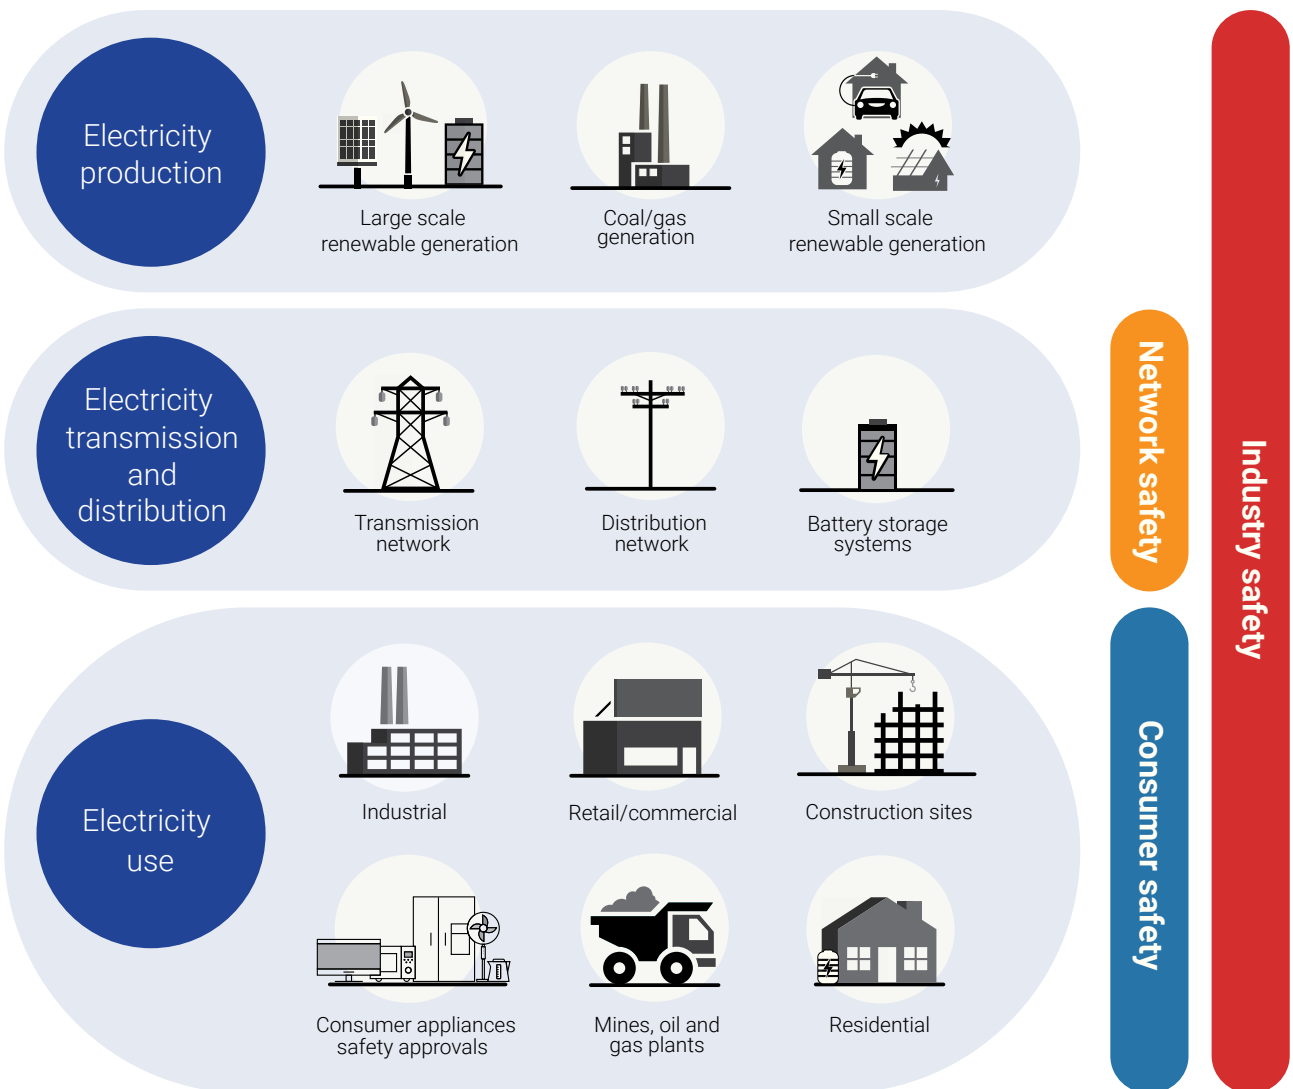 Electricity
production
Large scale
renewable generation
Coal/gas
generation
Small scale
renewable generation
Electricity
transmission
and
distribution
Transmission
network
Distribution
network
Battery storage
systems
Network safety
Industry safety
Electricity
use
Industrial
Retail/commercial
Construction sites
Consumer appliances
safety approvals
Mines, oil and
gas plants
Residential
Consumer safety